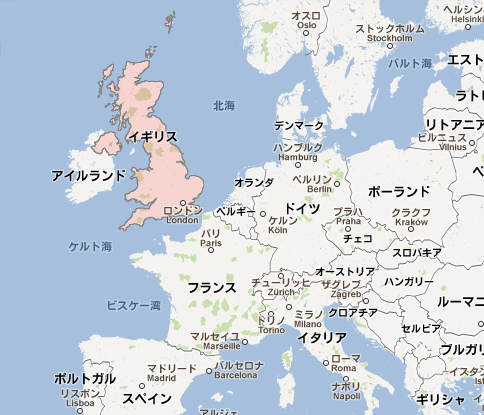 オスロ
Oslo
ヘルシン
Helsinki
ストックホルム
Stockholm
バルト海
エスト
北海
ラトビ
デンマーク
リトアニア
ビルニュス
Vilnius
イギリス
ハンブルク
Hamburg
アイルランド
オランダ
ベルリン
Berlin
ポーランド
ロンドン
London
ベルギー
ケルン
Köln
ドイツ
プラハ
Praha
クラクフ
Kraków
パリ
Paris
チェコ
ケルト海
スロバキア
オーストリア
チューリッヒ
Zürich
ハンガリー
フランス
ザグレブ
Zagreb
ビスケー湾
ルーマニ
ミラノ
Milano
クロアチア
トリノ
Torino
セルビア
マルセイユ
Marseille
イタリア
ブルガリ
マドリード
Madrid
バルセロナ
Barcelona
ローマ
Roma
イスタン
ポルトガル
リスボン
Lisboa
スペイン
ナポリ
Napoli
ギリシャ